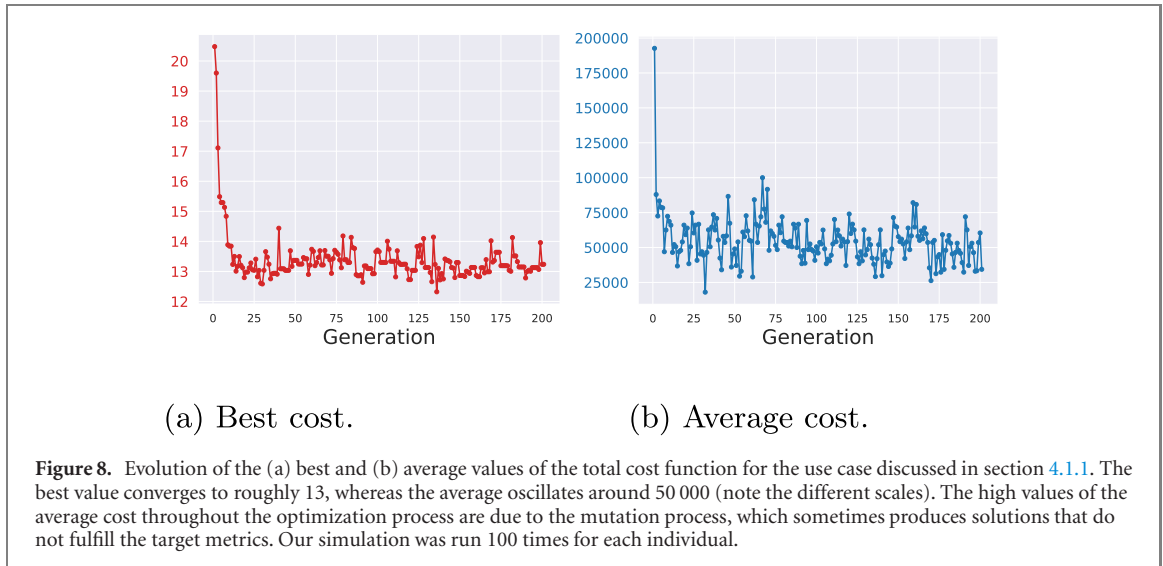 20
19
18
17
16
15
14
13
12
0 25 50 75 100 125 150 175 200
Generation
200000
175000
150000
125000
100000
75000
50000
25000
0 25 50 75 100 125 150 175 200
Generation
(a) Best cost.
(b) Average cost.
Figure 8. Evolution of the (a) best and (b) average values of the total cost function for the use case discussed in section 4.1.1. The
best value converges to roughly 13, whereas the average oscillates around 50 000 (note the different scales). The high values of the
average cost throughout the optimization process are due to the mutation process, which sometimes produces solutions that do
not fulfill the target metrics. Our simulation was run 100 times for each individual.